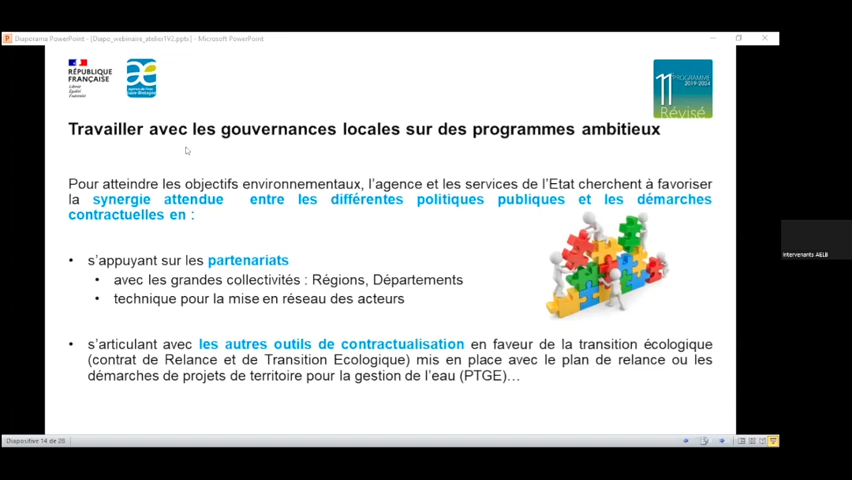 Diaporama PowerPoint - [Diapo_webinaire_atelier1V2.pptx] - Microsoft PowerPoint
RÉPUBLIQUE
FRANÇAISE
Liberté
Égalité
Fraternité
11
PROGRAMME
2019-2024
Révisé
Travailler avec les gouvernances locales sur des programmes ambitieux
Pour atteindre les objectifs environnementaux, l'agence et les services de l'Etat cherchent à favoriser
la synergie attendue entre les différentes politiques publiques et les démarches
contractuelles en :
• s'appuyant sur les partenariats
• avec les grandes collectivités : Régions, Départements
• technique pour la mise en réseau des acteurs
• s'articulant avec les autres outils de contractualisation en faveur de la transition écologique
(contrat de Relance et de Transition Ecologique) mis en place avec le plan de relance ou les
démarches de projets de territoire pour la gestion de l'eau (PTGE)…
Intervenants AELB
Diapositive 14 de 28